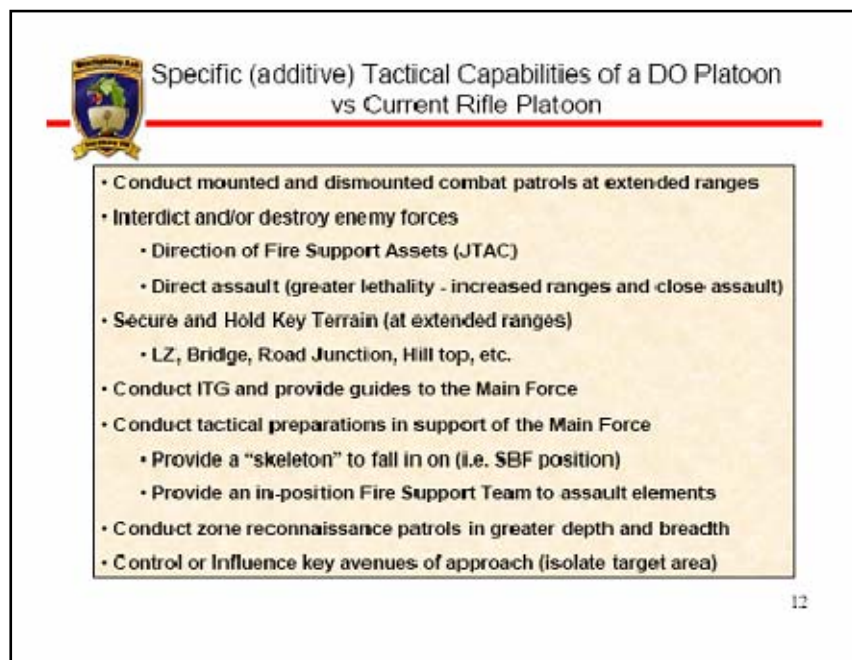 Specific (additive) Tactical Capabilities of a DO Platoon
vs Current Rifle Platoon
• Conduct mounted and dismounted combat patrols at extended ranges
• Interdict and/or destroy enemy forces
• Direction of Fire Support Assets (JTAC)
• Direct assault (greater lethality - increased ranges and close assault)
• Secure and Hold Key Terrain (at extended ranges)
• LZ, Bridge, Road Junction, Hill top, etc.
• Conduct ITG and provide guides to the Main Force
• Conduct tactical preparations in support of the Main Force
• Provide a “skeleton” to fall in on (i.e. SBF position)
• Provide an in-position Fire Support Team to assault elements
• Conduct zone reconnaissance patrols in greater depth and breadth
• Control or Influence key avenues of approach (isolate target area)
12